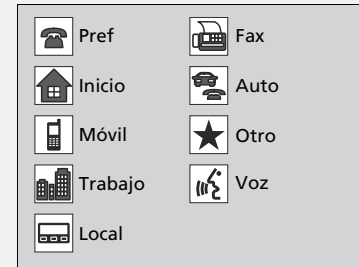 Pref
Fax
Inicio
Auto
Móvil
Otro
Trabajo
Voz
Local